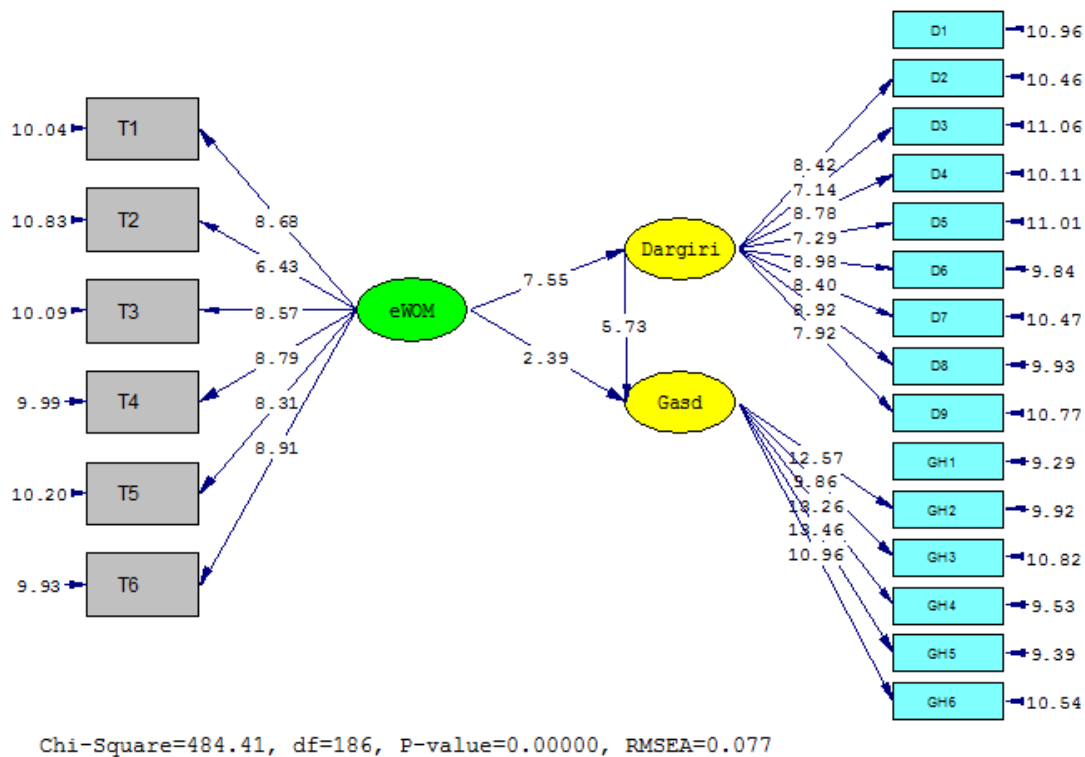 10.04 T1
10.83 T2
10.09 T3
9.99 T4
10.20 T5
9.93 T6
8.68
6.43
8.57
8.79
8.31
8.91
eWOM
7.55
2.39
5.73
Dargiri
Gasd
8.42
7.14
8.78
7.29
8.98
8.40
8.92
7.92
12.57
9.86
13.26
13.46
10.96
D1 10.96
D2 10.46
D3 11.06
D4 10.11
D5 11.01
D6 9.84
D7 10.47
D8 9.93
D9 10.77
GH1 9.29
GH2 9.92
GH3 10.82
GH4 9.53
GH5 9.39
GH6 10.54
Chi-Square=484.41, df=186, P-value=0.00000, RMSEA=0.077